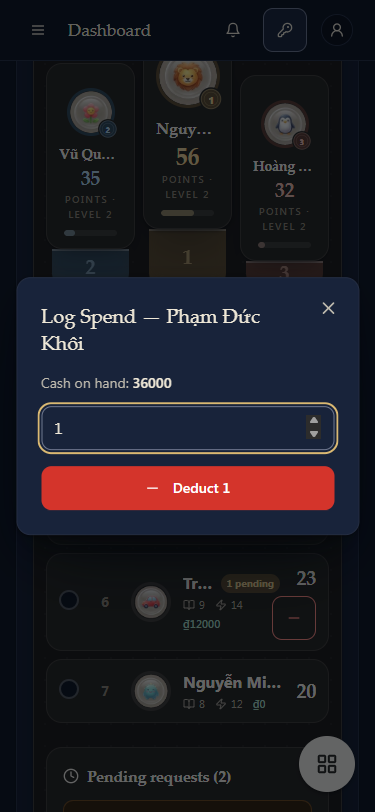 Dashboard
2
1
3
Vũ Qu...
Nguy...
Hoàng ...
35
56
32
POINTS ·
LEVEL 2
POINTS ·
LEVEL 2
POINTS ·
LEVEL 2
2
1
3
Log Spend — Phạm Đức
Khôi
Cash on hand: 36000
1
— Deduct 1
6
Tr...
1 pending
23
9
14
—
₫12000
7
Nguyễn Mi...
20
8
12
₫0
Pending requests (2)